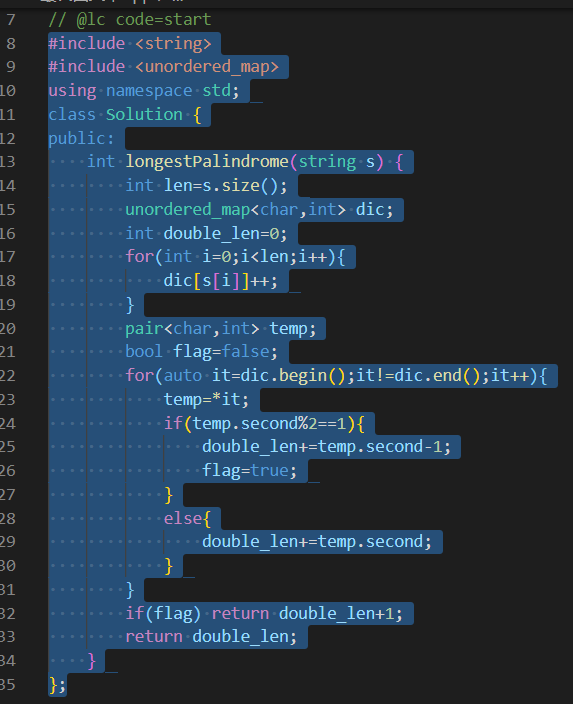 7 // @lc code=start
8 #include <string>
9 #include <unordered_map>
10 using namespace std;
11 class Solution {
12 public:
13     int longestPalindrome(string s) {
14         int len=s.size();
15         unordered_map<char,int> dic;
16         int double_len=0;
17         for(int i=0;i<len;i++){
18             dic[s[i]]++;
19         }
20         pair<char,int> temp;
21         bool flag=false;
22         for(auto it=dic.begin();it!=dic.end();it++){
23             temp=*it;
24             if(temp.second%2==1){
25                 double_len+=temp.second-1;
26                 flag=true;
27             }
28             else{
29                 double_len+=temp.second;
30             }
31         }
32         if(flag) return double_len+1;
33         return double_len;
34     }
35 };